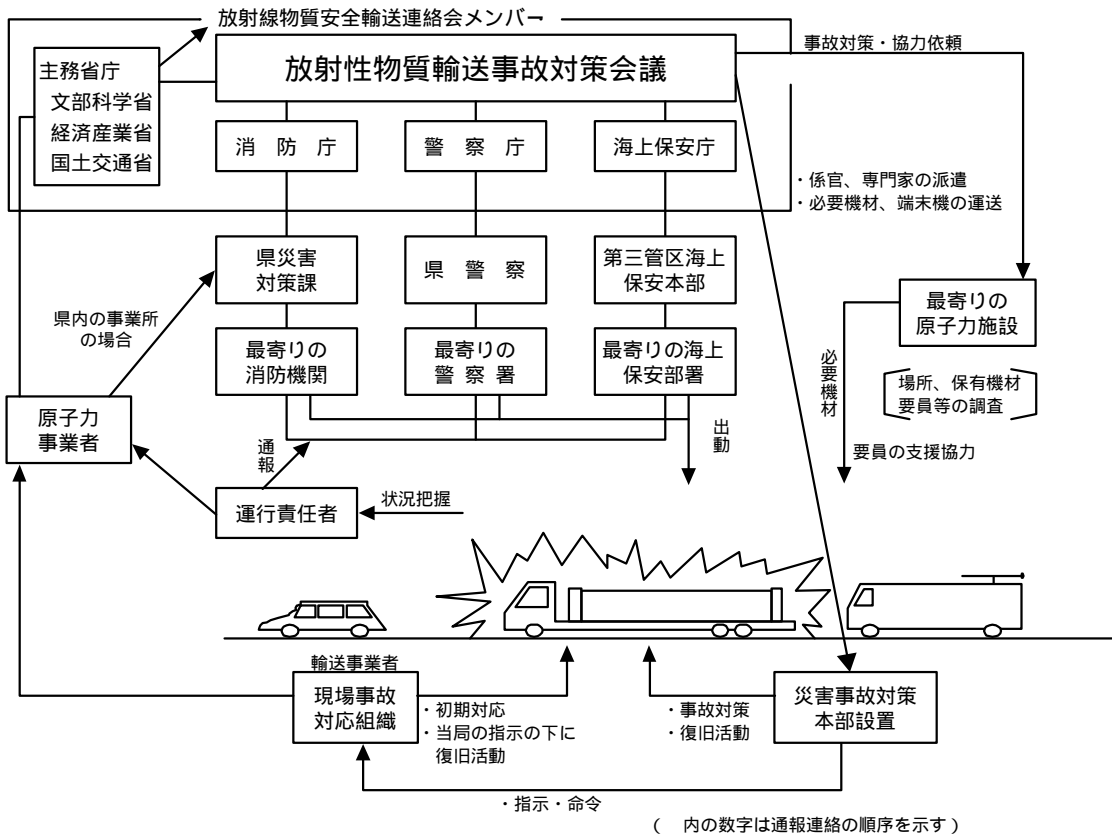 放射線物質安全輸送連絡会メンバー
主務省庁
文部科学省
経済産業省
国土交通省
放射性物質輸送事故対策会議
事故対策・協力依頼
消 防 庁
警 察 庁
海上保安庁
・係官、専門家の派遣
・必要機材、端末機の運送
県災害
対策課
県 警 察
第三管区海上
保安本部
最寄りの
原子力施設
県内の事業所
の場合
最寄りの
消防機関
最寄りの
警 察 署
最寄りの海上
保安部署
必要機材
場所、保有機材
要員等の調査
原子力
事業者
通報
出動
要員の支援協力
運行責任者
状況把握
輸送事業者
現場事故
対応組織
・初期対応
・当局の指示の下に
復旧活動
・事故対策
・復旧活動
災害事故対策
本部設置
・指示・命令
( 内の数字は通報連絡の順序を示す)